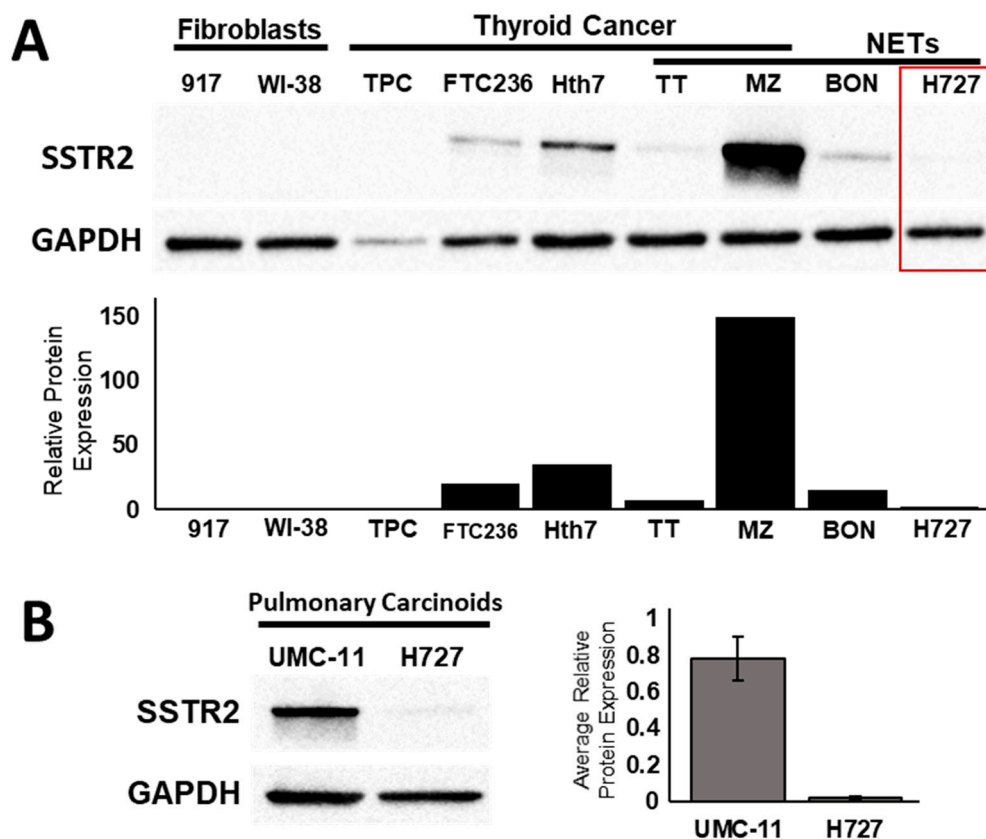 A
Fibroblasts Thyroid Cancer NETs
917 WI-38 TPC FTC236 Hth7 TT MZ BON H727
SSTR2
GAPDH
Relative Protein
Expression
150
100
50
0
917 WI-38 TPC FTC236 Hth7 TT MZ BON H727
B
Pulmonary Carcinoids
UMC-11 H727
SSTR2
GAPDH
Average Relative
Protein Expression
1
0.8
0.6
0.4
0.2
0
UMC-11 H727